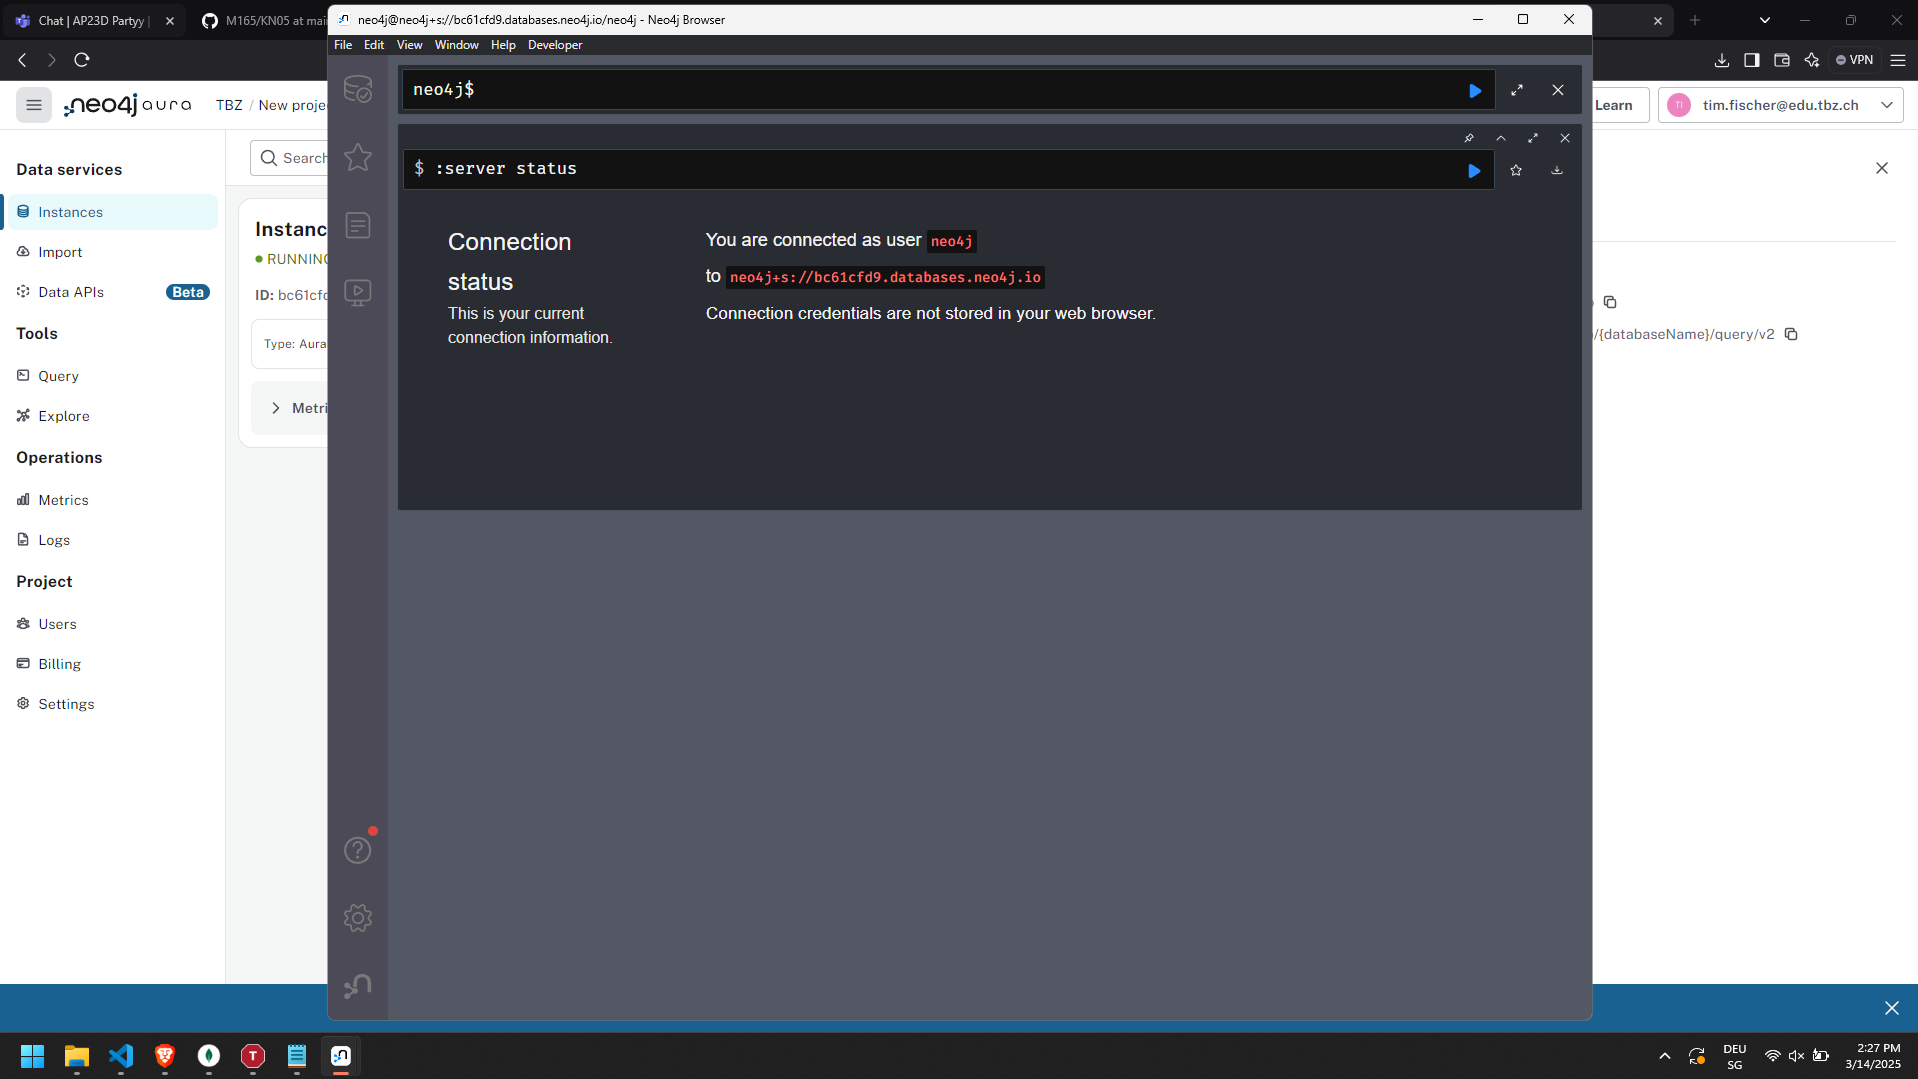 Chat | AP23D Partyy |
M165/KN05 at mai
neo4j@neo4j+s://bc61cfd9.databases.neo4j.io/neo4j - Neo4j Browser
File Edit View Window Help Developer
VPN
neo4j aura
TBZ / New proje
Learn
TI
tim.fischer@edu.tbz.ch
neo4j$
$ :server status
Connection
status
This is your current
connection information.
You are connected as user neo4j
to neo4j+s://bc61cfd9.databases.neo4j.io
Connection credentials are not stored in your web browser.
Data services
Instances
Import
Data APIs Beta
Tools
Query
Explore
Operations
Metrics
Logs
Project
Users
Billing
Settings
Search
Instanc
RUNNING
ID: bc61cfd
Type: Aura
Metri
/{databaseName}/query/v2
DEU
SG
2:27 PM
3/14/2025